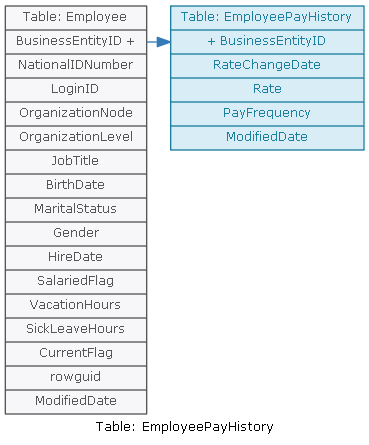 Table: Employee
BusinessEntityID +
NationalIDNumber
LoginID
OrganizationNode
OrganizationLevel
JobTitle
BirthDate
MaritalStatus
Gender
HireDate
SalariedFlag
VacationHours
SickLeaveHours
CurrentFlag
rowguid
ModifiedDate
Table: EmployeePayHistory
+ BusinessEntityID
RateChangeDate
Rate
PayFrequency
ModifiedDate
Table: EmployeePayHistory